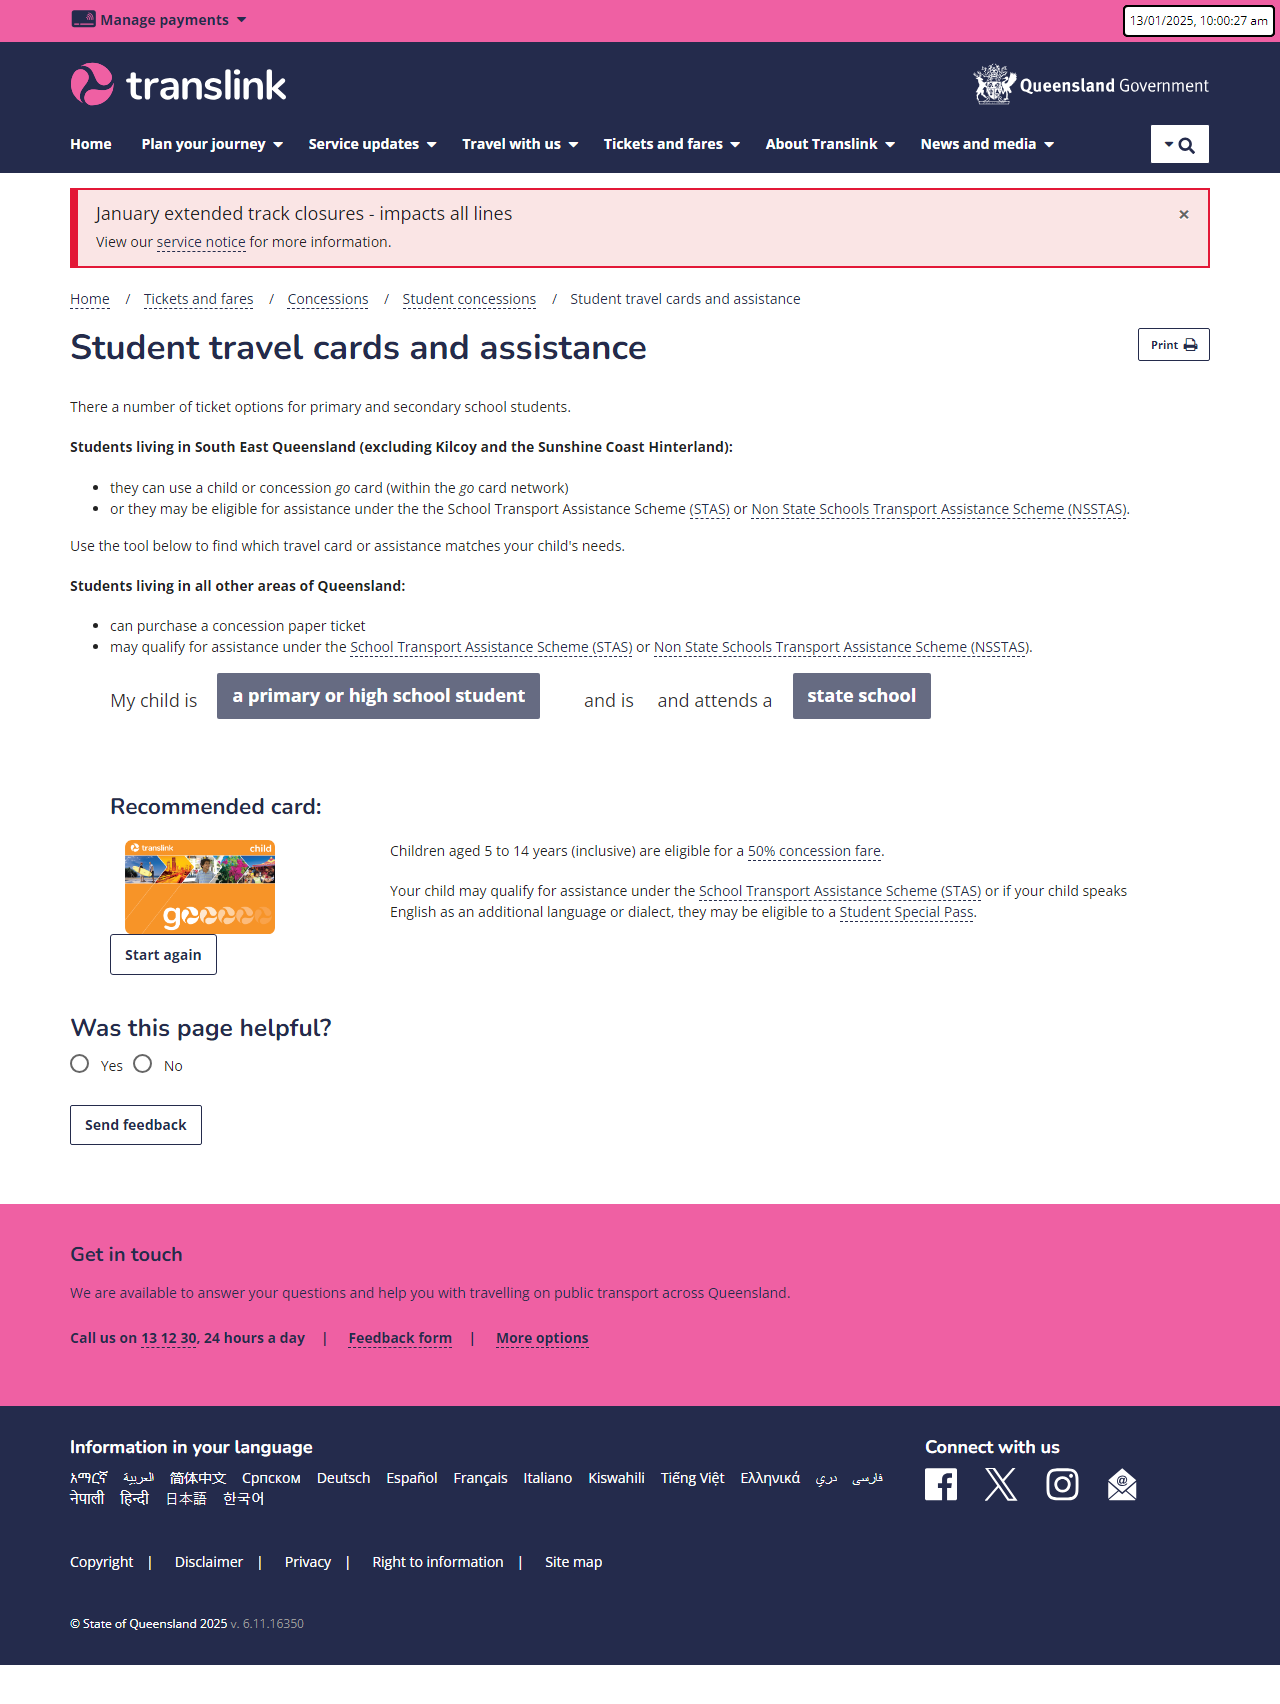 Manage payments
13/01/2025, 10:00:27 am
translink
Queensland Government
Home Plan your journey Service updates Travel with us Tickets and fares About Translink News and media
January extended track closures - impacts all lines ×
View our service notice for more information.
Home / Tickets and fares / Concessions / Student concessions / Student travel cards and assistance
Student travel cards and assistance
Print
There a number of ticket options for primary and secondary school students.
Students living in South East Queensland (excluding Kilcoy and the Sunshine Coast Hinterland):
• they can use a child or concession go card (within the go card network)
• or they may be eligible for assistance under the the School Transport Assistance Scheme (STAS) or Non State Schools Transport Assistance Scheme (NSSTAS).
Use the tool below to find which travel card or assistance matches your child's needs.
Students living in all other areas of Queensland:
• can purchase a concession paper ticket
• may qualify for assistance under the School Transport Assistance Scheme (STAS) or Non State Schools Transport Assistance Scheme (NSSTAS).
My child is a primary or high school student and is and attends a state school
Recommended card:
translink child
go
Children aged 5 to 14 years (inclusive) are eligible for a 50% concession fare.
Your child may qualify for assistance under the School Transport Assistance Scheme (STAS) or if your child speaks
English as an additional language or dialect, they may be eligible to a Student Special Pass.
Start again
Was this page helpful?
Yes No
Send feedback
Get in touch
We are available to answer your questions and help you with travelling on public transport across Queensland.
Call us on 13 12 30, 24 hours a day | Feedback form | More options
Information in your language
አማርኛ العربية 简体中文 Српском Deutsch Español Français Italiano Kiswahili Tiếng Việt Ελληνικά دري فارسی
नेपाली हिन्दी 日本語 한국어
Connect with us
Copyright | Disclaimer | Privacy | Right to information | Site map
© State of Queensland 2025 v. 6.11.16350